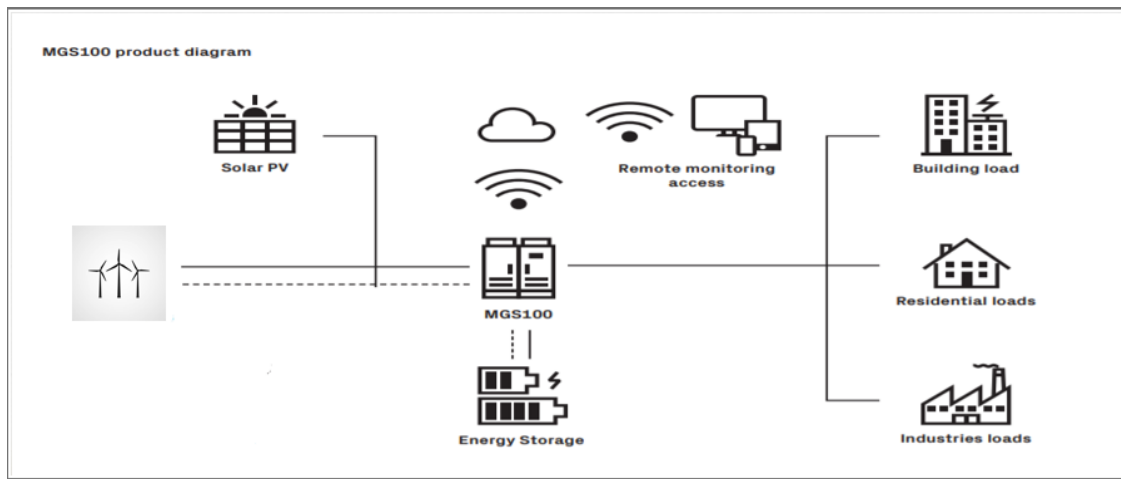 MGS100 product diagram
Solar PV
Remote monitoring
access
Building load
MGS100
Residential loads
Energy Storage
Industries loads